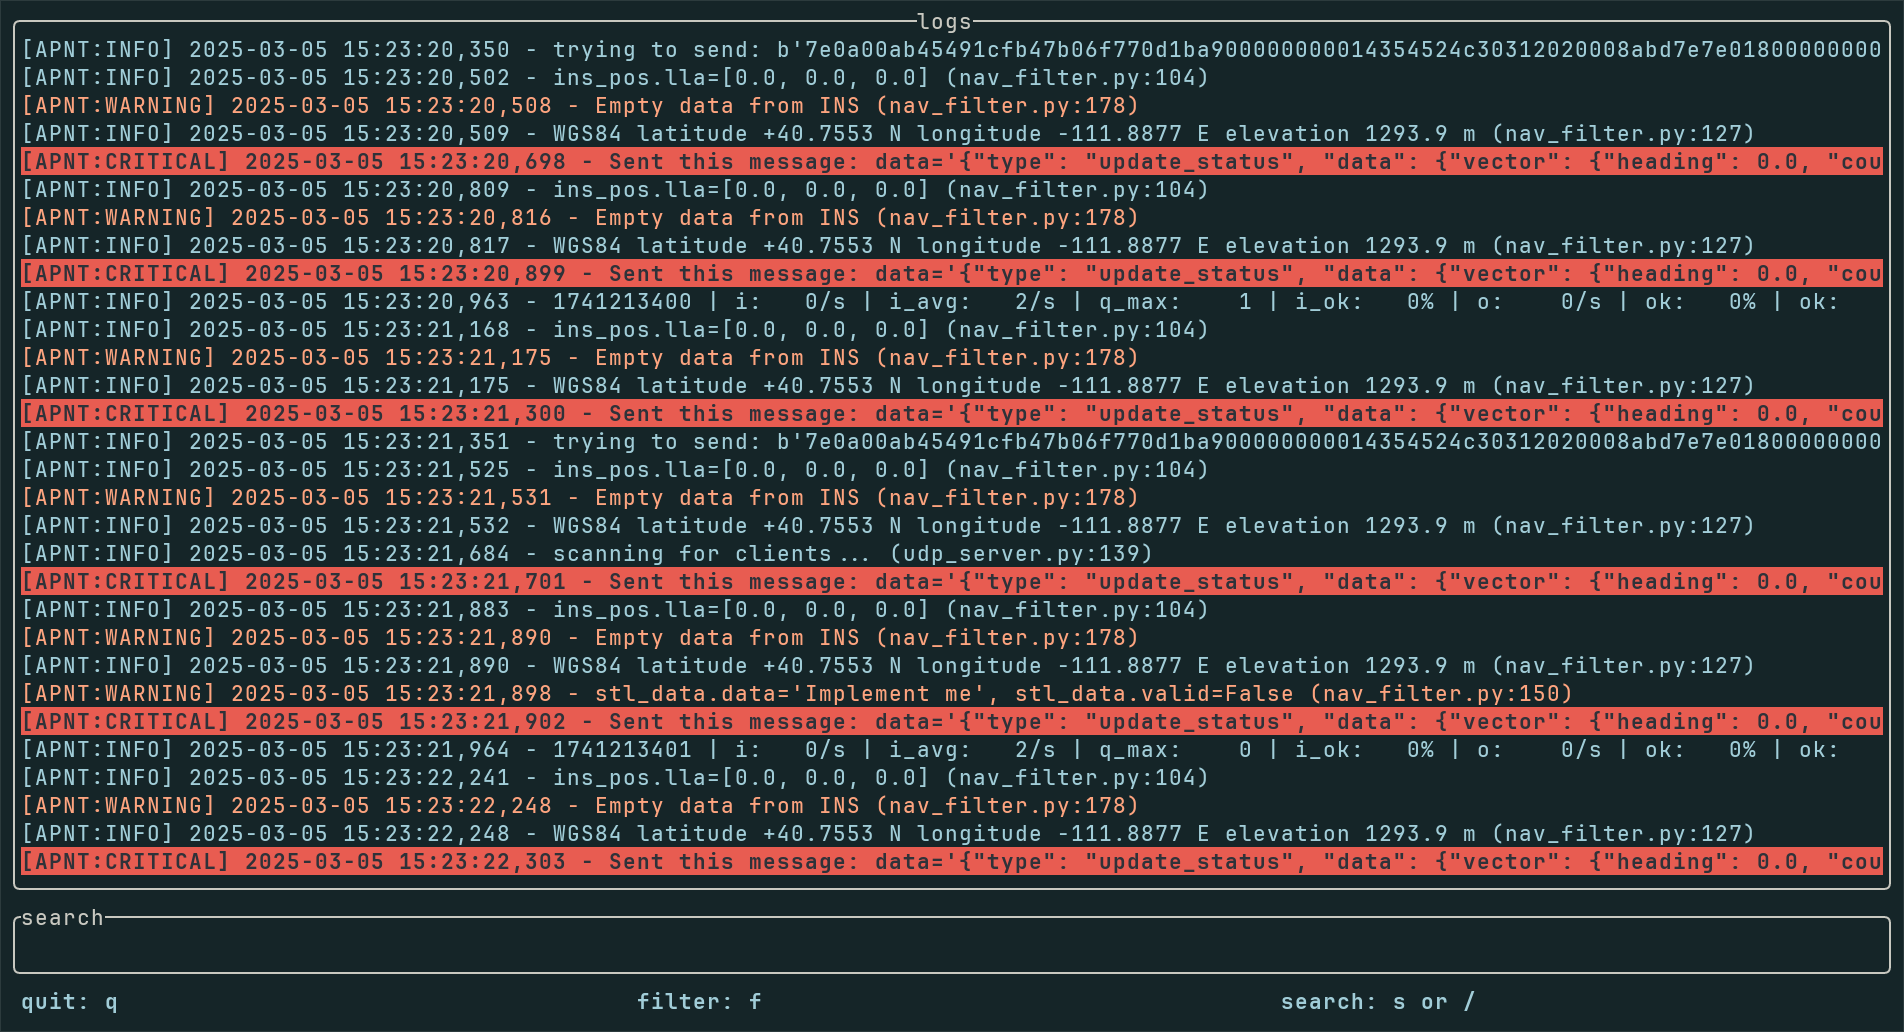 logs
[APNT:INFO] 2025-03-05 15:23:20,350 - trying to send: b'7e0a00ab45491cfb47b06f770d1ba900000000014354524c30312020008abd7e7e01800000000
[APNT:INFO] 2025-03-05 15:23:20,502 - ins_pos.lla=[0.0, 0.0, 0.0] (nav_filter.py:104)
[APNT:WARNING] 2025-03-05 15:23:20,508 - Empty data from INS (nav_filter.py:178)
[APNT:INFO] 2025-03-05 15:23:20,509 - WGS84 latitude +40.7553 N longitude -111.8877 E elevation 1293.9 m (nav_filter.py:127)
[APNT:CRITICAL] 2025-03-05 15:23:20,698 - Sent this message: data='{"type": "update_status", "data": {"vector": {"heading": 0.0, "cou
[APNT:INFO] 2025-03-05 15:23:20,809 - ins_pos.lla=[0.0, 0.0, 0.0] (nav_filter.py:104)
[APNT:WARNING] 2025-03-05 15:23:20,816 - Empty data from INS (nav_filter.py:178)
[APNT:INFO] 2025-03-05 15:23:20,817 - WGS84 latitude +40.7553 N longitude -111.8877 E elevation 1293.9 m (nav_filter.py:127)
[APNT:CRITICAL] 2025-03-05 15:23:20,899 - Sent this message: data='{"type": "update_status", "data": {"vector": {"heading": 0.0, "cou
[APNT:INFO] 2025-03-05 15:23:20,963 - 1741213400 | i:   0/s | i_avg:   2/s | q_max:    1 | i_ok:   0% | o:    0/s | ok:   0% | ok:
[APNT:INFO] 2025-03-05 15:23:21,168 - ins_pos.lla=[0.0, 0.0, 0.0] (nav_filter.py:104)
[APNT:WARNING] 2025-03-05 15:23:21,175 - Empty data from INS (nav_filter.py:178)
[APNT:INFO] 2025-03-05 15:23:21,175 - WGS84 latitude +40.7553 N longitude -111.8877 E elevation 1293.9 m (nav_filter.py:127)
[APNT:CRITICAL] 2025-03-05 15:23:21,300 - Sent this message: data='{"type": "update_status", "data": {"vector": {"heading": 0.0, "cou
[APNT:INFO] 2025-03-05 15:23:21,351 - trying to send: b'7e0a00ab45491cfb47b06f770d1ba900000000014354524c30312020008abd7e7e01800000000
[APNT:INFO] 2025-03-05 15:23:21,525 - ins_pos.lla=[0.0, 0.0, 0.0] (nav_filter.py:104)
[APNT:WARNING] 2025-03-05 15:23:21,531 - Empty data from INS (nav_filter.py:178)
[APNT:INFO] 2025-03-05 15:23:21,532 - WGS84 latitude +40.7553 N longitude -111.8877 E elevation 1293.9 m (nav_filter.py:127)
[APNT:INFO] 2025-03-05 15:23:21,684 - scanning for clients... (udp_server.py:139)
[APNT:CRITICAL] 2025-03-05 15:23:21,701 - Sent this message: data='{"type": "update_status", "data": {"vector": {"heading": 0.0, "cou
[APNT:INFO] 2025-03-05 15:23:21,883 - ins_pos.lla=[0.0, 0.0, 0.0] (nav_filter.py:104)
[APNT:WARNING] 2025-03-05 15:23:21,890 - Empty data from INS (nav_filter.py:178)
[APNT:INFO] 2025-03-05 15:23:21,890 - WGS84 latitude +40.7553 N longitude -111.8877 E elevation 1293.9 m (nav_filter.py:127)
[APNT:WARNING] 2025-03-05 15:23:21,898 - stl_data.data='Implement me', stl_data.valid=False (nav_filter.py:150)
[APNT:CRITICAL] 2025-03-05 15:23:21,902 - Sent this message: data='{"type": "update_status", "data": {"vector": {"heading": 0.0, "cou
[APNT:INFO] 2025-03-05 15:23:21,964 - 1741213401 | i:   0/s | i_avg:   2/s | q_max:    0 | i_ok:   0% | o:    0/s | ok:   0% | ok:
[APNT:INFO] 2025-03-05 15:23:22,241 - ins_pos.lla=[0.0, 0.0, 0.0] (nav_filter.py:104)
[APNT:WARNING] 2025-03-05 15:23:22,248 - Empty data from INS (nav_filter.py:178)
[APNT:INFO] 2025-03-05 15:23:22,248 - WGS84 latitude +40.7553 N longitude -111.8877 E elevation 1293.9 m (nav_filter.py:127)
[APNT:CRITICAL] 2025-03-05 15:23:22,303 - Sent this message: data='{"type": "update_status", "data": {"vector": {"heading": 0.0, "cou
search
quit: q filter: f search: s or /